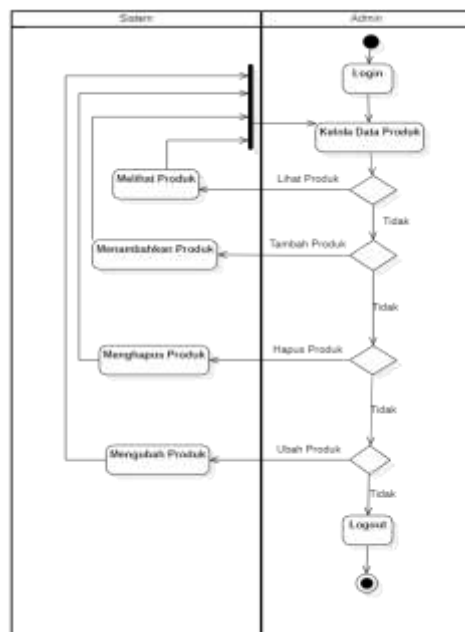 Sistem
Admin
Login
Kelola Data Produk
Melihat Produk
Lihat Produk
Tidak
Menambahkan Produk
Tambah Produk
Tidak
Menghapus Produk
Hapus Produk
Tidak
Mengubah Produk
Ubah Produk
Tidak
Logout